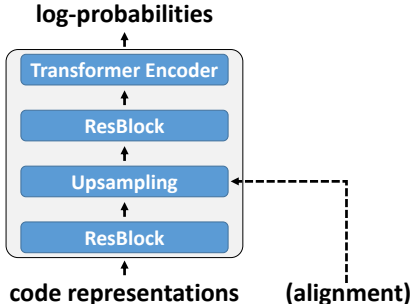 log-probabilities
Transformer Encoder
ResBlock
Upsampling
ResBlock
code representations (alignment)